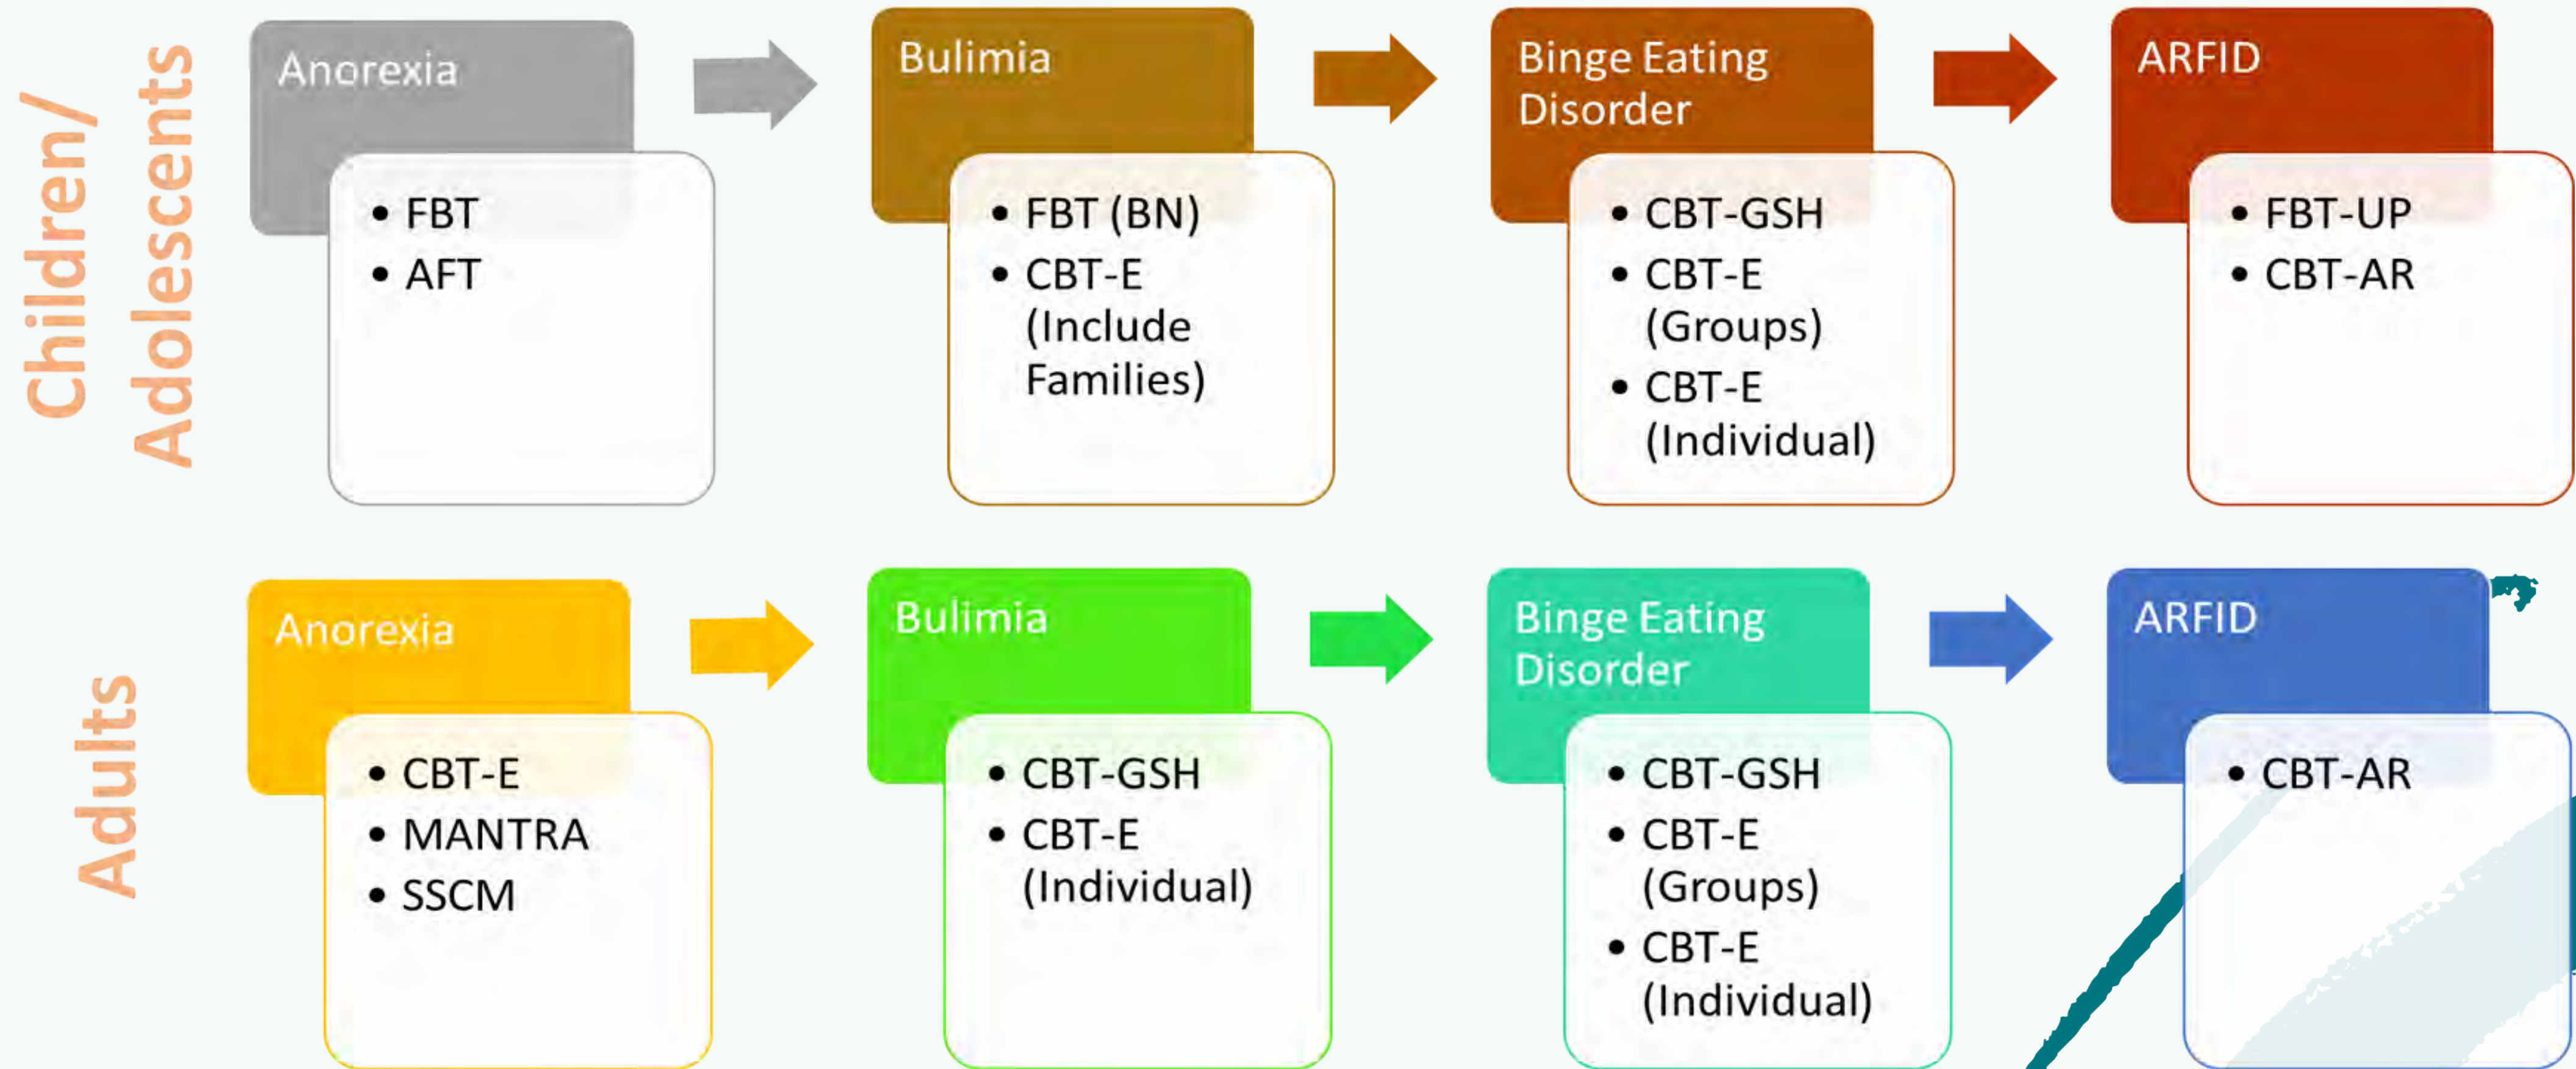 Children/
Adolescents
Anorexia
• FBT
• AFT
Bulimia
• FBT (BN)
• CBT-E
(Include
Families)
Binge Eating
Disorder
• CBT-GSH
• CBT-E
(Groups)
• CBT-E
(Individual)
ARFID
• FBT-UP
• CBT-AR
Adults
Anorexia
• CBT-E
• MANTRA
• SSCM
Bulimia
• CBT-GSH
• CBT-E
(Individual)
Binge Eating
Disorder
• CBT-GSH
• CBT-E
(Groups)
• CBT-E
(Individual)
ARFID
• CBT-AR